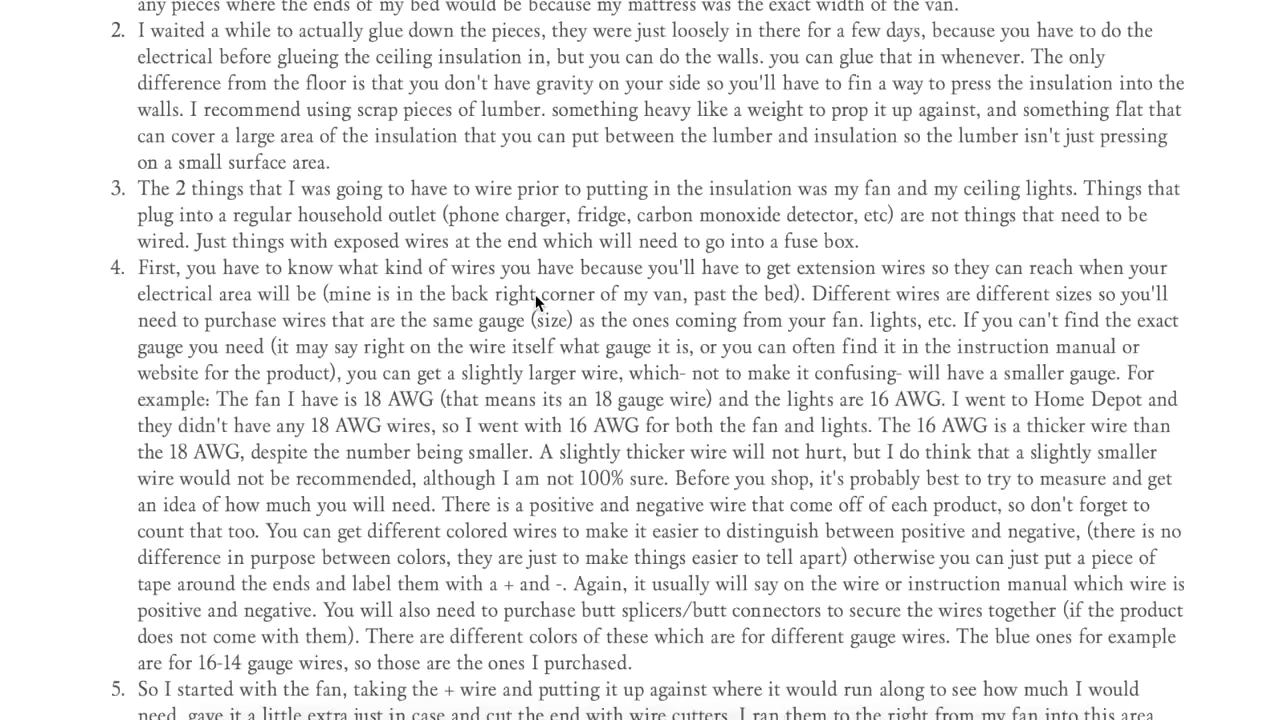 any pieces where the ends of my bed would be because my mattress was the exact width of the van.
2. I waited a while to actually glue down the pieces, they were just loosely in there for a few days, because you have to do the
electrical before glueing the ceiling insulation in, but you can do the walls. you can glue that in whenever. The only
difference from the floor is that you don't have gravity on your side so you'll have to fin a way to press the insulation into the
walls. I recommend using scrap pieces of lumber. something heavy like a weight to prop it up against, and something flat that
can cover a large area of the insulation that you can put between the lumber and insulation so the lumber isn't just pressing
on a small surface area.
3. The 2 things that I was going to have to wire prior to putting in the insulation was my fan and my ceiling lights. Things that
plug into a regular household outlet (phone charger, fridge, carbon monoxide detector, etc) are not things that need to be
wired. Just things with exposed wires at the end which will need to go into a fuse box.
4. First, you have to know what kind of wires you have because you'll have to get extension wires so they can reach when your
electrical area will be (mine is in the back right corner of my van, past the bed). Different wires are different sizes so you'll
need to purchase wires that are the same gauge (size) as the ones coming from your fan. lights, etc. If you can't find the exact
gauge you need (it may say right on the wire itself what gauge it is, or you can often find it in the instruction manual or
website for the product), you can get a slightly larger wire, which- not to make it confusing- will have a smaller gauge. For
example: The fan I have is 18 AWG (that means its an 18 gauge wire) and the lights are 16 AWG. I went to Home Depot and
they didn't have any 18 AWG wires, so I went with 16 AWG for both the fan and lights. The 16 AWG is a thicker wire than
the 18 AWG, despite the number being smaller. A slightly thicker wire will not hurt, but I do think that a slightly smaller
wire would not be recommended, although I am not 100% sure. Before you shop, it's probably best to try to measure and get
an idea of how much you will need. There is a positive and negative wire that come off of each product, so don't forget to
count that too. You can get different colored wires to make it easier to distinguish between positive and negative, (there is no
difference in purpose between colors, they are just to make things easier to tell apart) otherwise you can just put a piece of
tape around the ends and label them with a + and -. Again, it usually will say on the wire or instruction manual which wire is
positive and negative. You will also need to purchase butt splicers/butt connectors to secure the wires together (if the product
does not come with them). There are different colors of these which are for different gauge wires. The blue ones for example
are for 16-14 gauge wires, so those are the ones I purchased.
5. So I started with the fan, taking the + wire and putting it up against where it would run along to see how much I would
need, gave it a little extra just in case and cut the end with wire cutters. I ran them to the right from my fan into this area